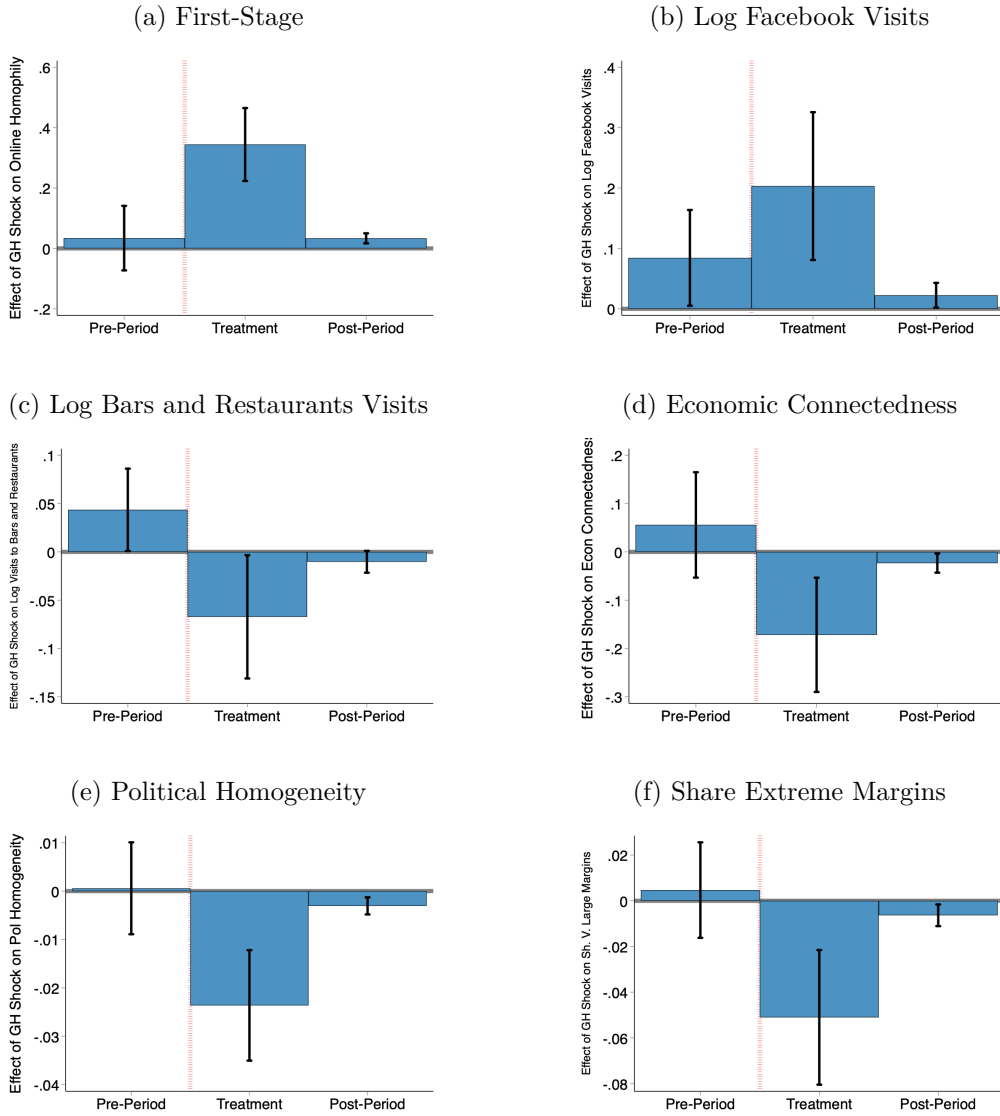 (a) First-Stage
Effect of GH Shock on Online Homophily
.6
.4
.2
0
-.2
Pre-Period Treatment Post-Period
(b) Log Facebook Visits
Effect of GH Shock on Log Facebook Visits
.4
.3
.2
.1
0
Pre-Period Treatment Post-Period
(c) Log Bars and Restaurants Visits
Effect of GH Shock on Log Visits to Bars and Restaurants
.1
.05
0
-.05
-.1
-.15
Pre-Period Treatment Post-Period
(d) Economic Connectedness
Effect of GH Shock on Econ Connectedness
.2
.1
0
-.1
-.2
-.3
Pre-Period Treatment Post-Period
(e) Political Homogeneity
Effect of GH Shock on Pol Homogeneity
.01
0
-.01
-.02
-.03
-.04
Pre-Period Treatment Post-Period
(f) Share Extreme Margins
Effect of GH Shock on Sh. V. Large Margins
.02
0
-.02
-.04
-.06
-.08
Pre-Period Treatment Post-Period